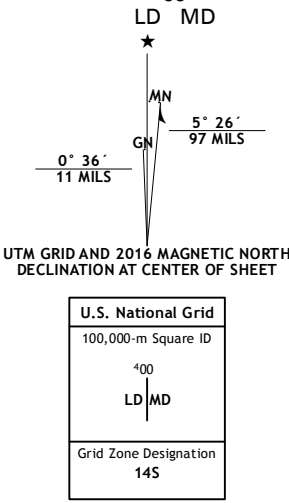 LD MD
MN
GN
5° 26´
97 MILS
0° 36´
11 MILS
UTM GRID AND 2016 MAGNETIC NORTH
DECLINATION AT CENTER OF SHEET
U.S. National Grid
100,000-m Square ID
400
LD MD
Grid Zone Designation
14S